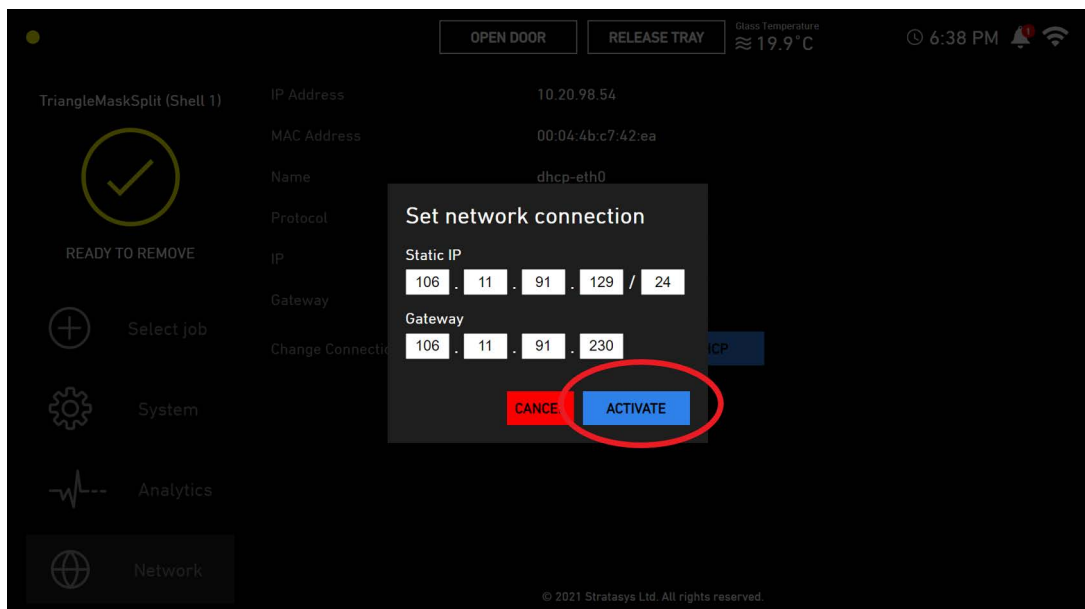 OPEN DOOR
RELEASE TRAY
Glass Temperature
19.9°C
6:38 PM
1
TriangleMaskSplit (Shell 1)
READY TO REMOVE
Select job
System
Analytics
Network
IP Address 10.20.98.54
MAC Address 00:04:4b:c7:42:ea
Name dhcp-eth0
Protocol
IP
Gateway
Change Connectio
HCP
Set network connection
Static IP
106 . 11 . 91 . 129 / 24
Gateway
106 . 11 . 91 . 230
CANCE
ACTIVATE
© 2021 Stratasys Ltd. All rights reserved.